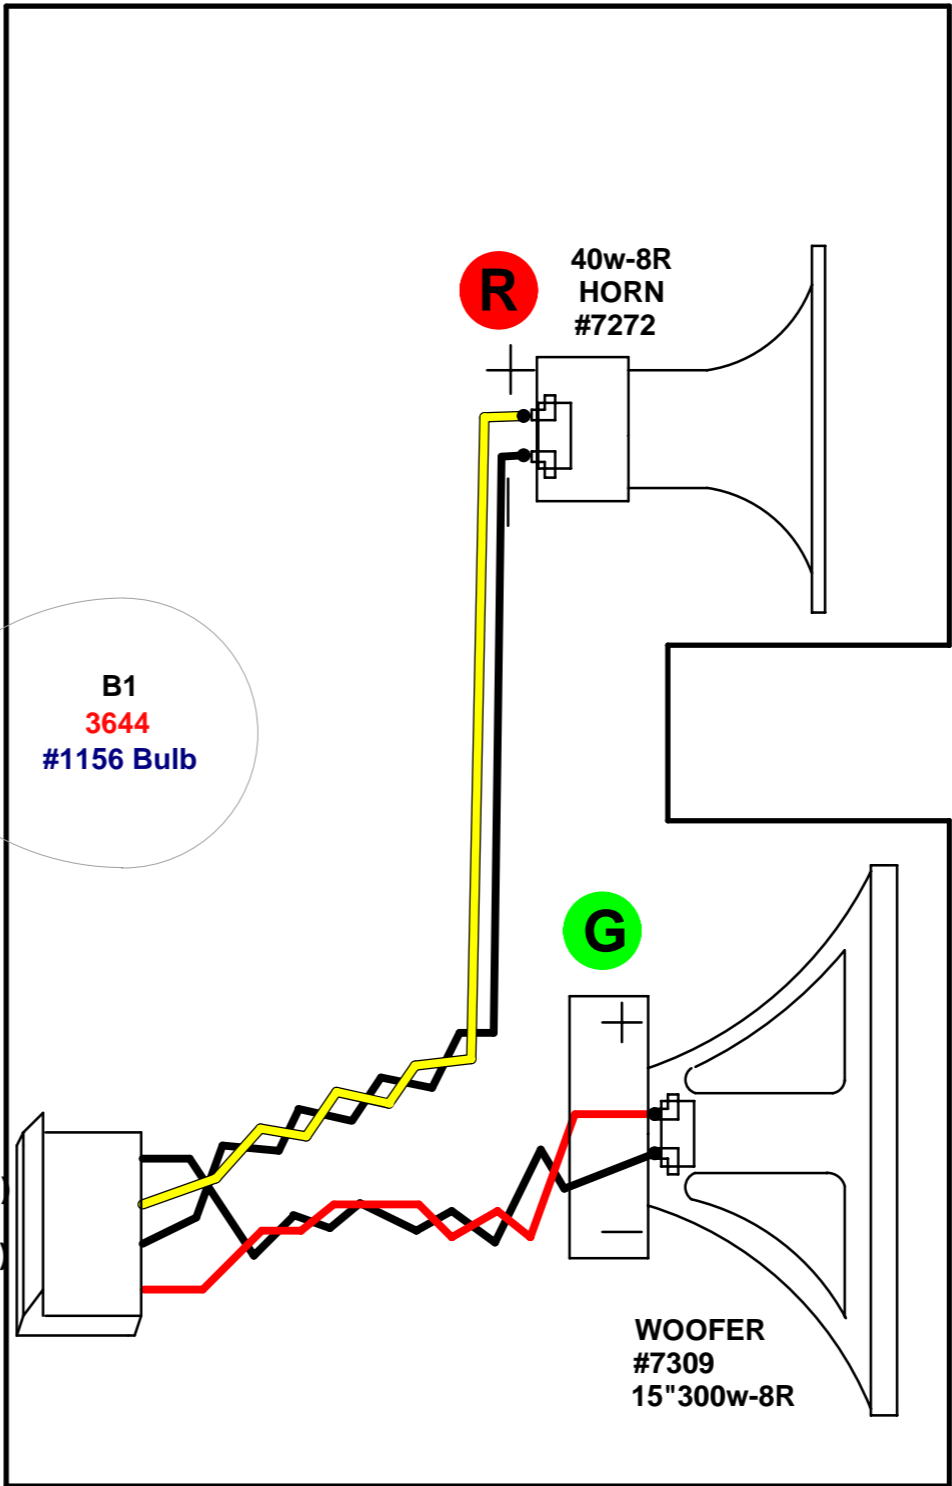 R
40w-8R
HORN
#7272
+
-
B1
3644
#1156 Bulb
G
+
-
)
)
WOOFER
#7309
15"300w-8R